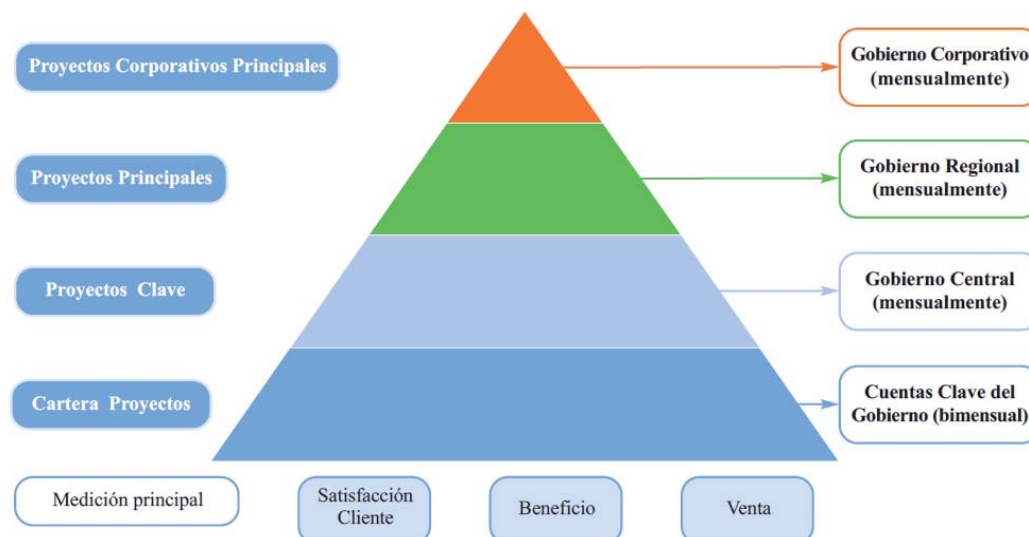 Proyectos Corporativos Principales
Gobierno Corporativo
(mensualmente)
Proyectos Principales
Gobierno Regional
(mensualmente)
Proyectos Clave
Gobierno Central
(mensualmente)
Cartera Proyectos
Cuentas Clave del
Gobierno (bimensual)
Medición principal
Satisfacción
Cliente
Beneficio
Venta